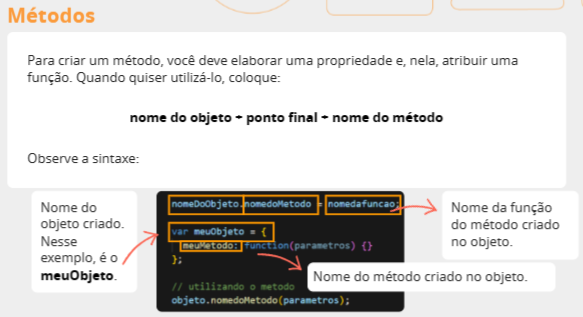 Métodos
Para criar um método, você deve elaborar uma propriedade e, nela, atribuir uma
função. Quando quiser utilizá-lo, coloque:
nome do objeto + ponto final + nome do método
Observe a sintaxe:
Nome do
objeto criado.
Nesse
exemplo, é o
meuObjeto.
nomeDoObjeto.nomedoMetodo = nomedafuncao;
var meuObjeto = {
meuMetodo: function(parametros) {}
};
// utilizando o metodo
objeto.nomedoMetodo(parametros);
Nome da função
do método criado
no objeto.
Nome do método criado no objeto.